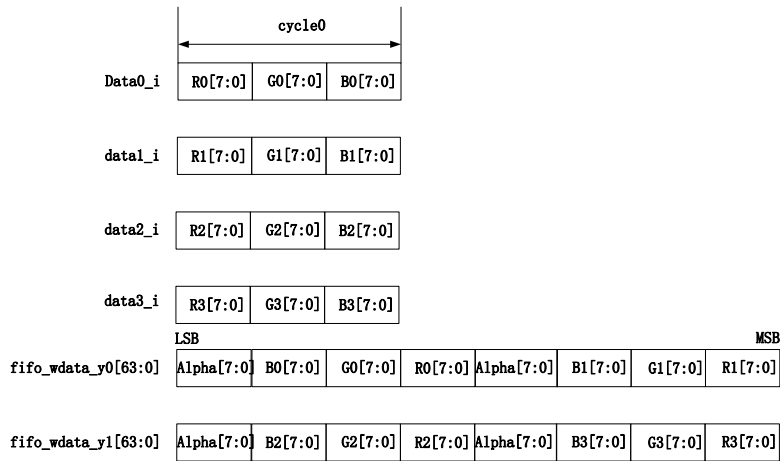 cycle0
Data0_i R0[7:0] G0[7:0] B0[7:0]
data1_i R1[7:0] G1[7:0] B1[7:0]
data2_i R2[7:0] G2[7:0] B2[7:0]
data3_i R3[7:0] G3[7:0] B3[7:0]
LSB MSB
fifo_wdata_y0[63:0] Alpha[7:0] B0[7:0] G0[7:0] R0[7:0] Alpha[7:0] B1[7:0] G1[7:0] R1[7:0]
fifo_wdata_y1[63:0] Alpha[7:0] B2[7:0] G2[7:0] R2[7:0] Alpha[7:0] B3[7:0] G3[7:0] R3[7:0]